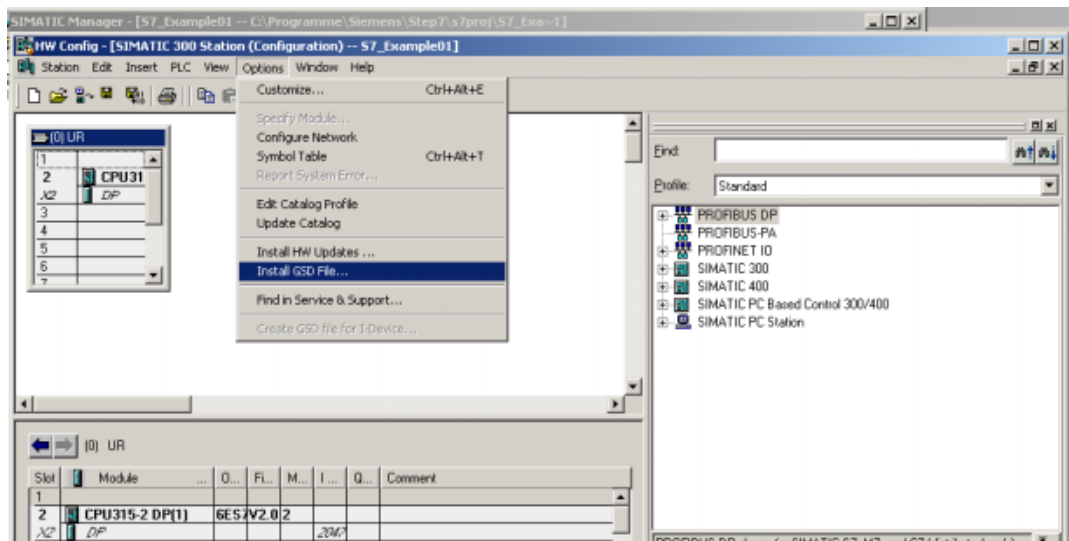 SIMATIC Manager - [S7_Example01 -- C:\Programme\Siemens\Step7\s7proj\S7_Exa~1]
HW Config - [SIMATIC 300 Station (Configuration) -- S7_Example01]
Station Edit Insert PLC View Options Window Help
Customize... Ctrl+Alt+E
Specify Module...
Configure Network
Symbol Table Ctrl+Alt+T
Report System Error...
Edit Catalog Profile
Update Catalog
Install HW Updates ...
Install GSD File...
Find in Service & Support...
Create GSD file for I-Device...
(0) UR
1
2 CPU31
X2 DP
3
4
5
6
7
Find:
Profile: Standard
PROFIBUS DP
PROFIBUS-PA
PROFINET IO
SIMATIC 300
SIMATIC 400
SIMATIC PC Based Control 300/400
SIMATIC PC Station
(0) UR
Slot Module ... O... Fi... M... I ... Q... Comment
1
2 CPU315-2 DP(1) 6ES7 V2.0 2
X2 DP 2047